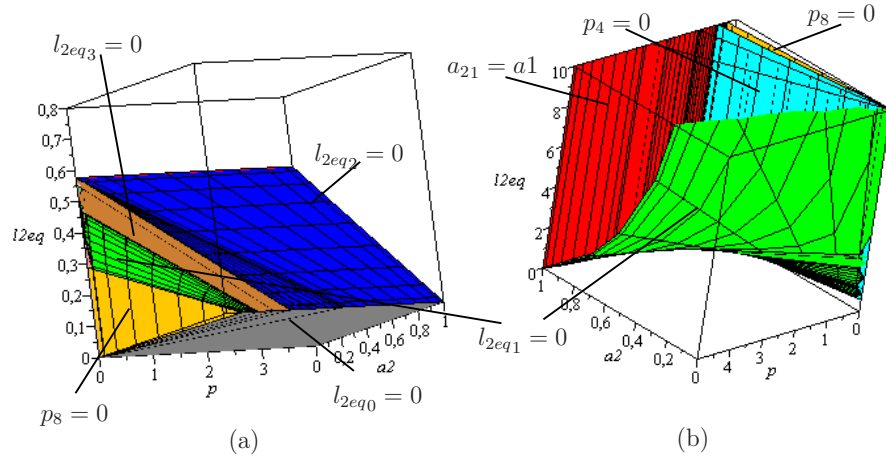 l_{2eq_3} = 0
l_{2eq_2} = 0
0,8
0,7
0,6
0,5
l2eq
0,4
0,3
0,2
0,1
0
0
1
2
3
p
0
0,2
0,4
0,6
0,8
1
a2
p_8 = 0
l_{2eq_0} = 0
l_{2eq_1} = 0
(a)
p_4 = 0
p_8 = 0
a_{21} = a1
10
8
6
l2eq
4
2
0
1
0,8
0,6
a2
0,4
0,2
0
4
3
p
2
1
0
(b)